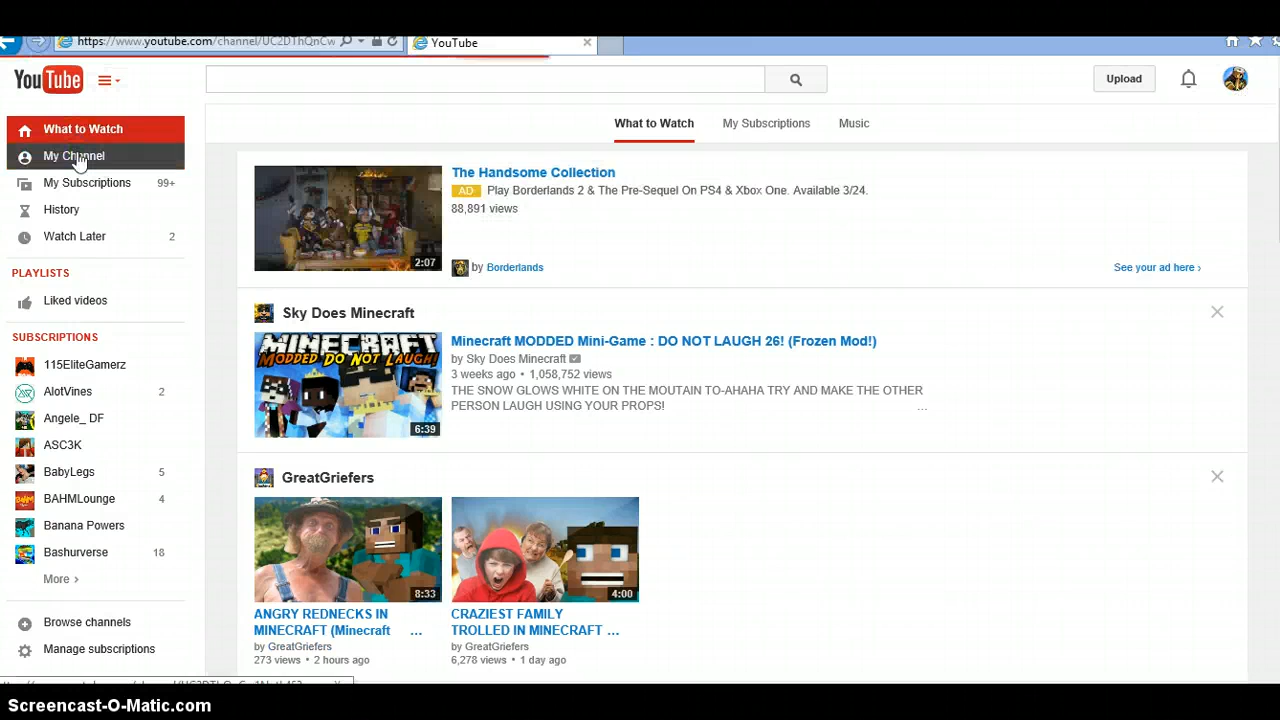 https://www.youtube.com/channel/UC2DThQnCw
YouTube
YouTube
Upload
What to Watch
My Channel
My Subscriptions 99+
History
Watch Later 2
PLAYLISTS
Liked videos
SUBSCRIPTIONS
115EliteGamerz
AlotVines 2
Angele_ DF
ASC3K
BabyLegs 5
BAHMLounge 4
Banana Powers
Bashurverse 18
More ›
Browse channels
Manage subscriptions
What to Watch My Subscriptions Music
The Handsome Collection
AD Play Borderlands 2 & The Pre-Sequel On PS4 & Xbox One. Available 3/24.
88,891 views
2:07
by Borderlands
See your ad here ›
Sky Does Minecraft
MINECRAFT
MODDED DO NOT LAUGH!
6:39
Minecraft MODDED Mini-Game : DO NOT LAUGH 26! (Frozen Mod!)
by Sky Does Minecraft
3 weeks ago • 1,058,752 views
THE SNOW GLOWS WHITE ON THE MOUTAIN TO-AHAHA TRY AND MAKE THE OTHER
PERSON LAUGH USING YOUR PROPS!
...
GreatGriefers
8:33
ANGRY REDNECKS IN
MINECRAFT (Minecraft ...
by GreatGriefers
273 views • 2 hours ago
4:00
CRAZIEST FAMILY
TROLLED IN MINECRAFT ...
by GreatGriefers
6,278 views • 1 day ago
Screencast-O-Matic.com